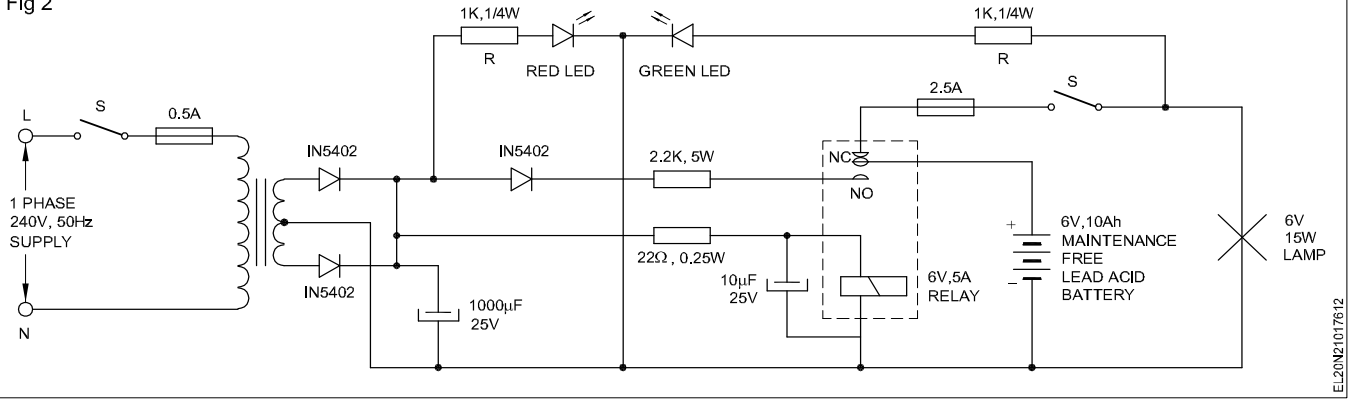 Fig 2
1K,1/4W
R
RED LED
GREEN LED
1K,1/4W
R
L
S
0.5A
IN5402
IN5402
2.2K, 5W
2.5A
S
NC
NO
1 PHASE
240V, 50Hz
SUPPLY
22Ω , 0.25W
IN5402
1000µF
25V
10µF
25V
6V,5A
RELAY
+
6V,10Ah
MAINTENANCE
FREE
LEAD ACID
BATTERY
–
6V
15W
LAMP
N
EL20N21017612